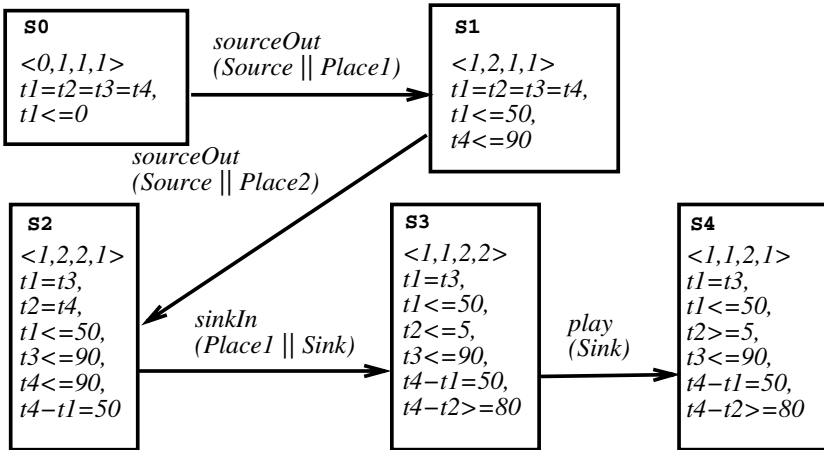 S0
<0,1,1,1>
t1=t2=t3=t4,
t1<=0
sourceOut
(Source || Place1)
S1
<1,2,1,1>
t1=t2=t3=t4,
t1<=50,
t4<=90
sourceOut
(Source || Place2)
S2
<1,2,2,1>
t1=t3,
t2=t4,
t1<=50,
t3<=90,
t4<=90,
t4-t1=50
sinkIn
(Place1 || Sink)
S3
<1,1,2,2>
t1=t3,
t1<=50,
t2<=5,
t3<=90,
t4-t1=50,
t4-t2>=80
play
(Sink)
S4
<1,1,2,1>
t1=t3,
t1<=50,
t2>=5,
t3<=90,
t4-t1=50,
t4-t2>=80